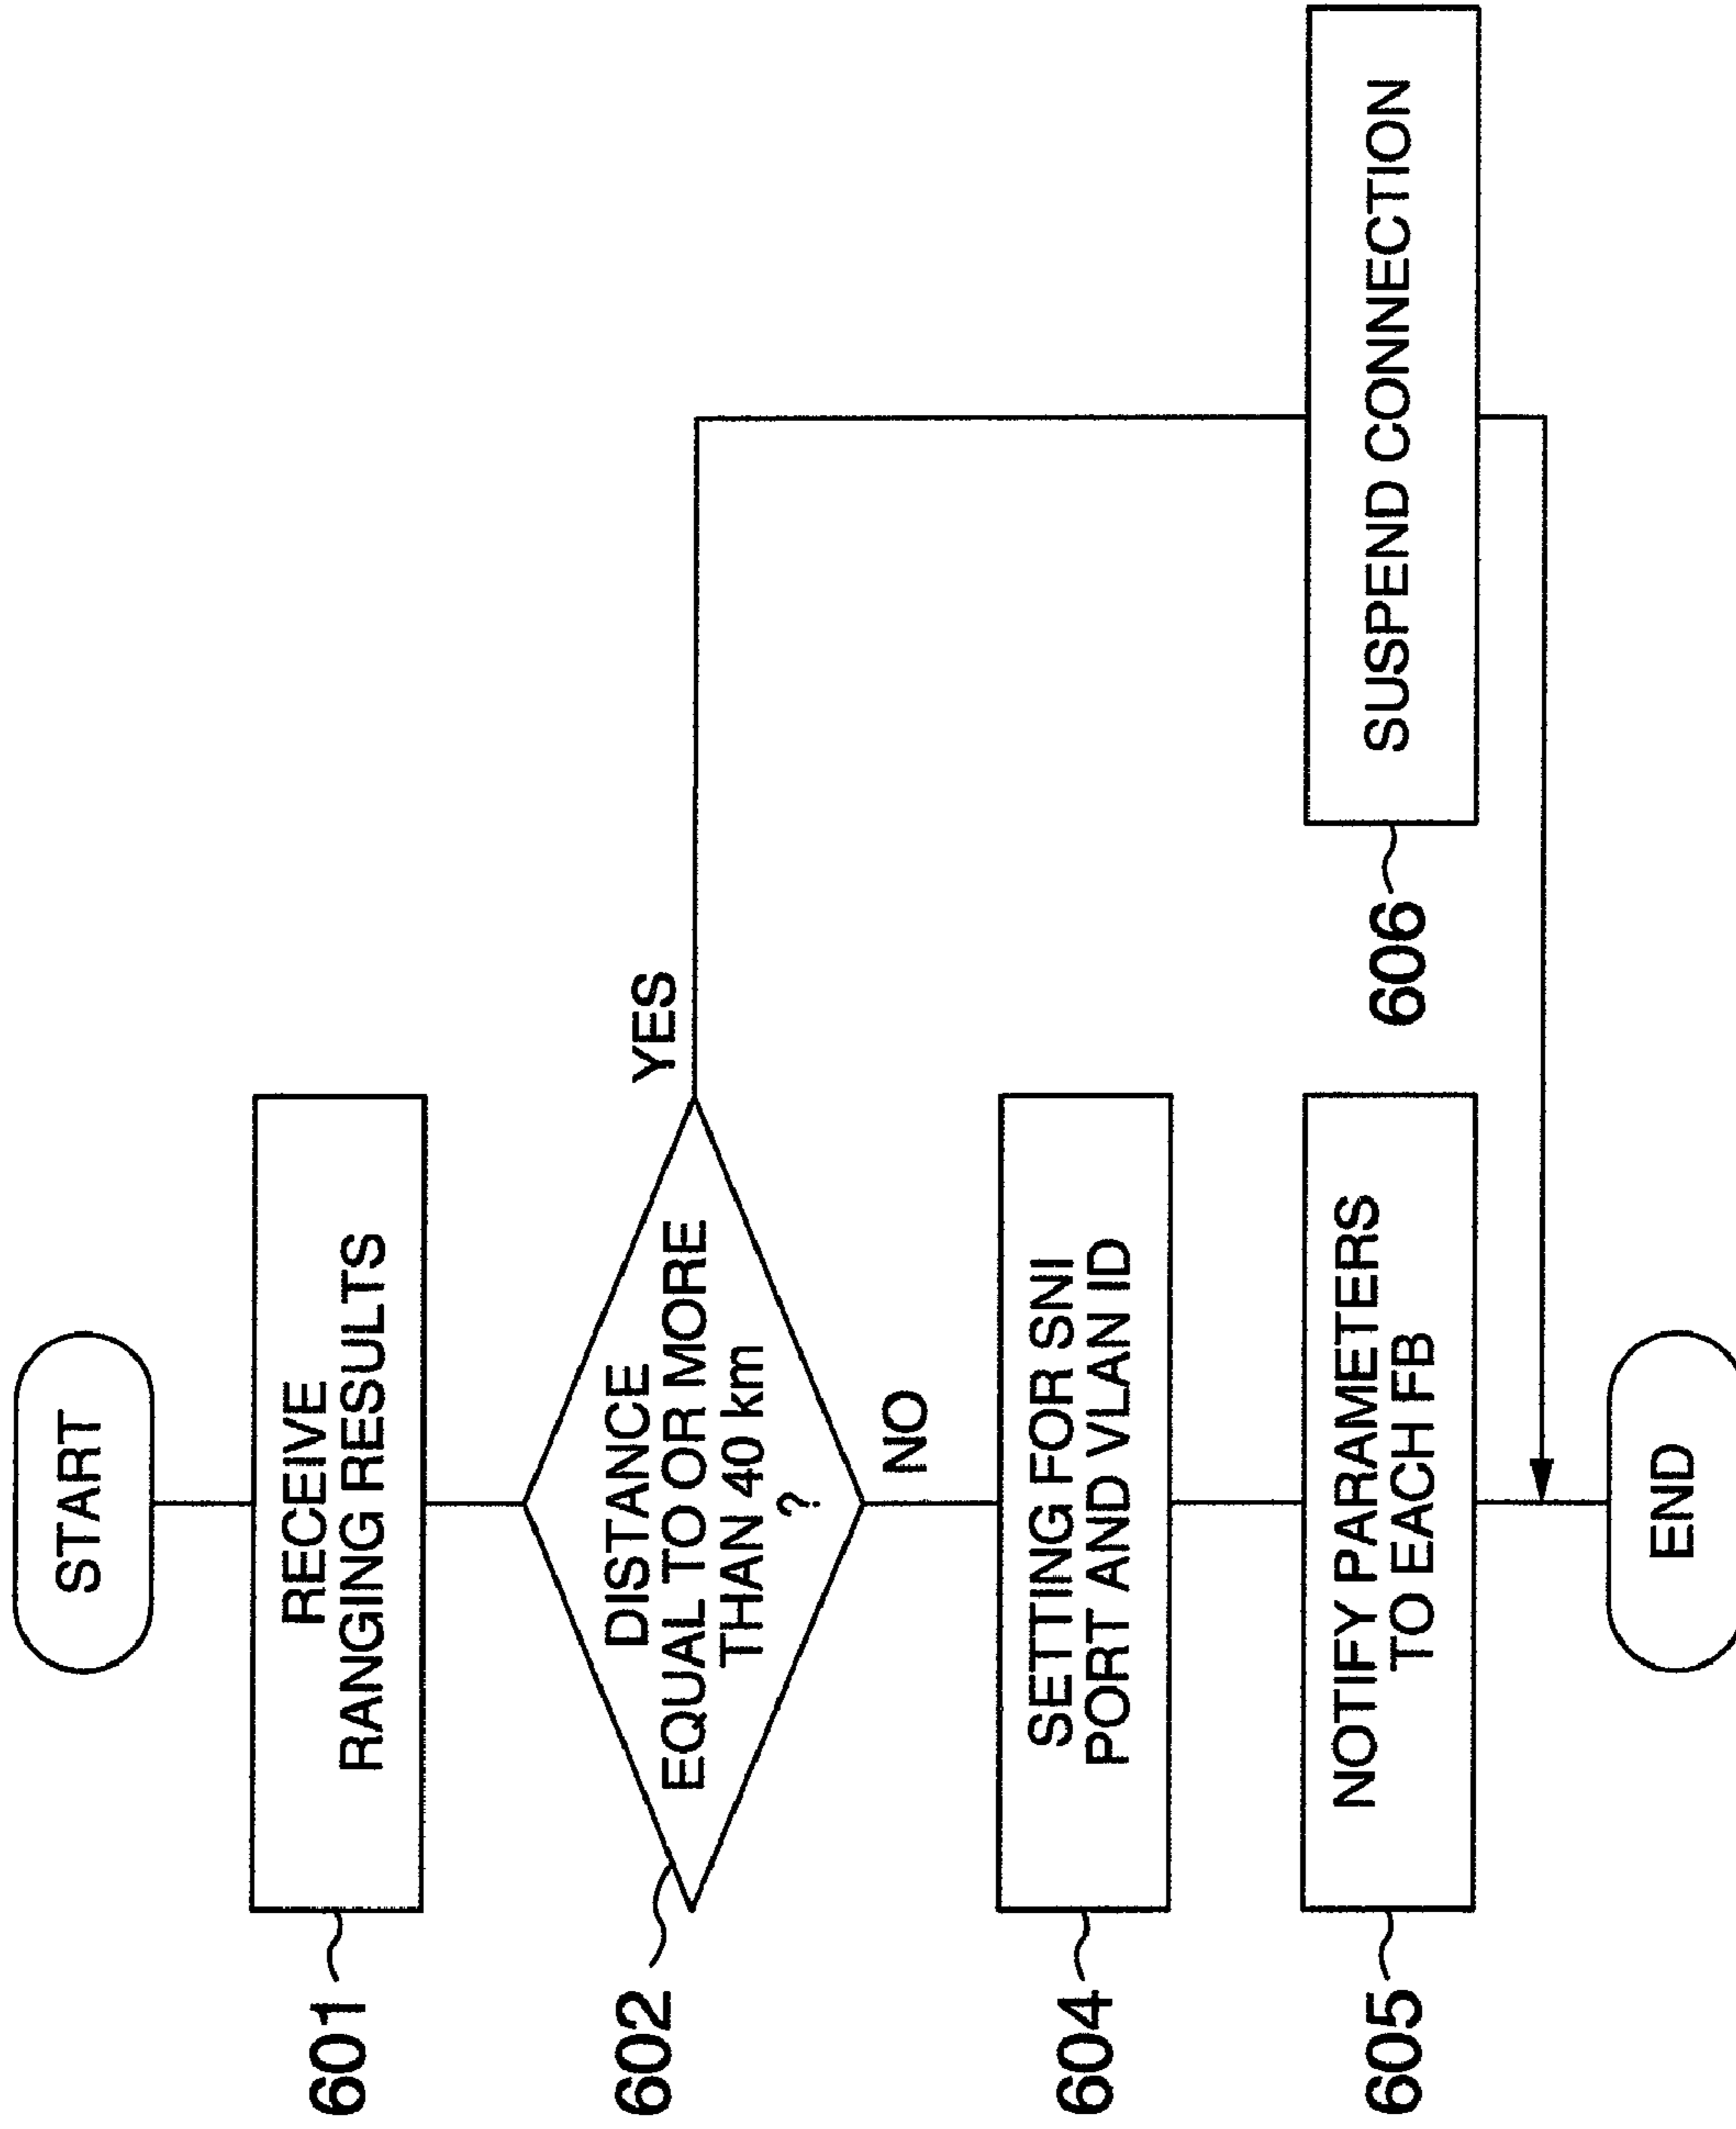 START
601
RECEIVE
RANGING RESULTS
602
DISTANCE
EQUAL TO OR MORE
THAN 40 km
?
YES
NO
604
SETTING FOR SNI
PORT AND VLAN ID
605
NOTIFY PARAMETERS
TO EACH FB
606
SUSPEND CONNECTION
END